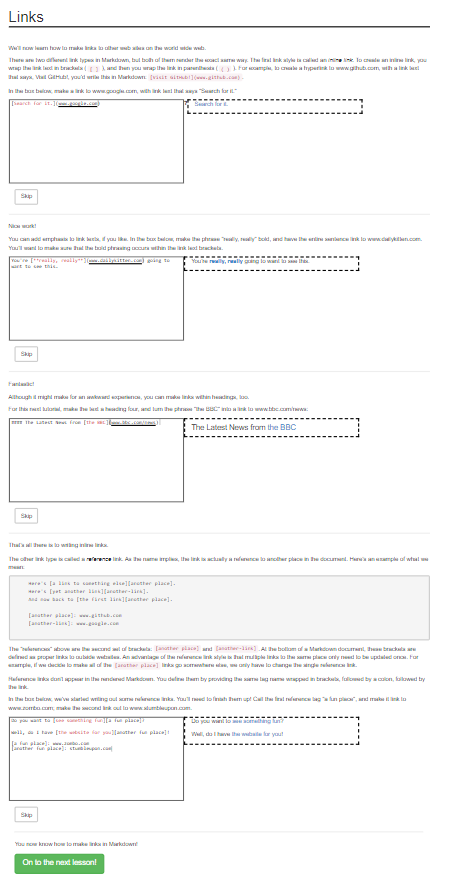 Links
We'll now learn how to make links to other web sites on the world wide web.
There are two different link types in Markdown, but both of them render the exact same way. The first link style is called an inline link. To create an inline link, you
wrap the link text in brackets ( [ ] ), and then you wrap the link in parenthesis ( ( ) ). For example, to create a hyperlink to www.github.com, with a link text
that says, Visit GitHub!, you'd write this in Markdown: [Visit GitHub!](www.github.com).
In the box below, make a link to www.google.com, with link text that says "Search for it."
[Search for it.](www.google.com)
Search for it.
Skip
Nice work!
You can add emphasis to link texts, if you like. In the box below, make the phrase "really, really" bold, and have the entire sentence link to www.dailykitten.com.
You'll want to make sure that the bold phrasing occurs within the link text brackets.
You're [**really, really**](www.dailykitten.com) going to
want to see this.
You're really, really going to want to see this.
Skip
Fantastic!
Although it might make for an awkward experience, you can make links within headings, too.
For this next tutorial, make the text a heading four, and turn the phrase "the BBC" into a link to www.bbc.com/news:
#### The Latest News from [the BBC](www.bbc.com/news)
The Latest News from the BBC
Skip
That's all there is to writing inline links.
The other link type is called a reference link. As the name implies, the link is actually a reference to another place in the document. Here's an example of what we
mean:
Here's [a link to something else][another place].
Here's [yet another link][another-link].
And now back to [the first link][another place].
[another place]: www.github.com
[another-link]: www.google.com
The "references" above are the second set of brackets: [another place] and [another-link]. At the bottom of a Markdown document, these brackets are
defined as proper links to outside websites. An advantage of the reference link style is that multiple links to the same place only need to be updated once. For
example, if we decide to make all of the [another place] links go somewhere else, we only have to change the single reference link.
Reference links don't appear in the rendered Markdown. You define them by providing the same tag name wrapped in brackets, followed by a colon, followed by
the link.
In the box below, we've started writing out some reference links. You'll need to finish them up! Call the first reference tag "a fun place", and make it link to
www.zombo.com; make the second link out to www.stumbleupon.com.
Do you want to [see something fun][a fun place]?
Well, do I have [the website for you][another fun place]!
[a fun place]: www.zombo.com
[another fun place]: stumbleupon.com
Do you want to see something fun?
Well, do I have the website for you!
Skip
You now know how to make links in Markdown!
On to the next lesson!